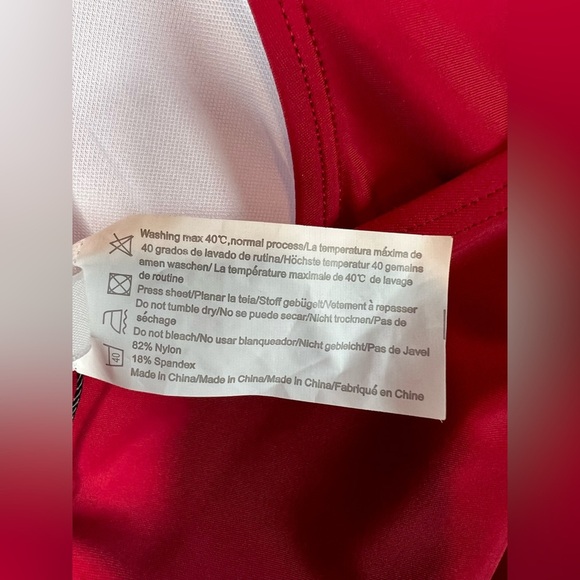 Washing max 40℃,normal process/La temperatura máxima de
40 grados de lavado de rutina/Höchste temperatur 40 gemains
amen waschen/ La température maximale de 40℃ de lavage
de routine
Press sheet/Planar la teia/Stoff gebügelt/Vetement à repasser
Do not tumble dry/No se puede secar/Nicht trocknen/Pas de
séchage
Do not bleach/No usar blanqueador/Nicht gebleicht/Pas de Javel
82% Nylon
18% Spandex
Made in China/Made in China/Made in China/Fabriqué en Chine
40